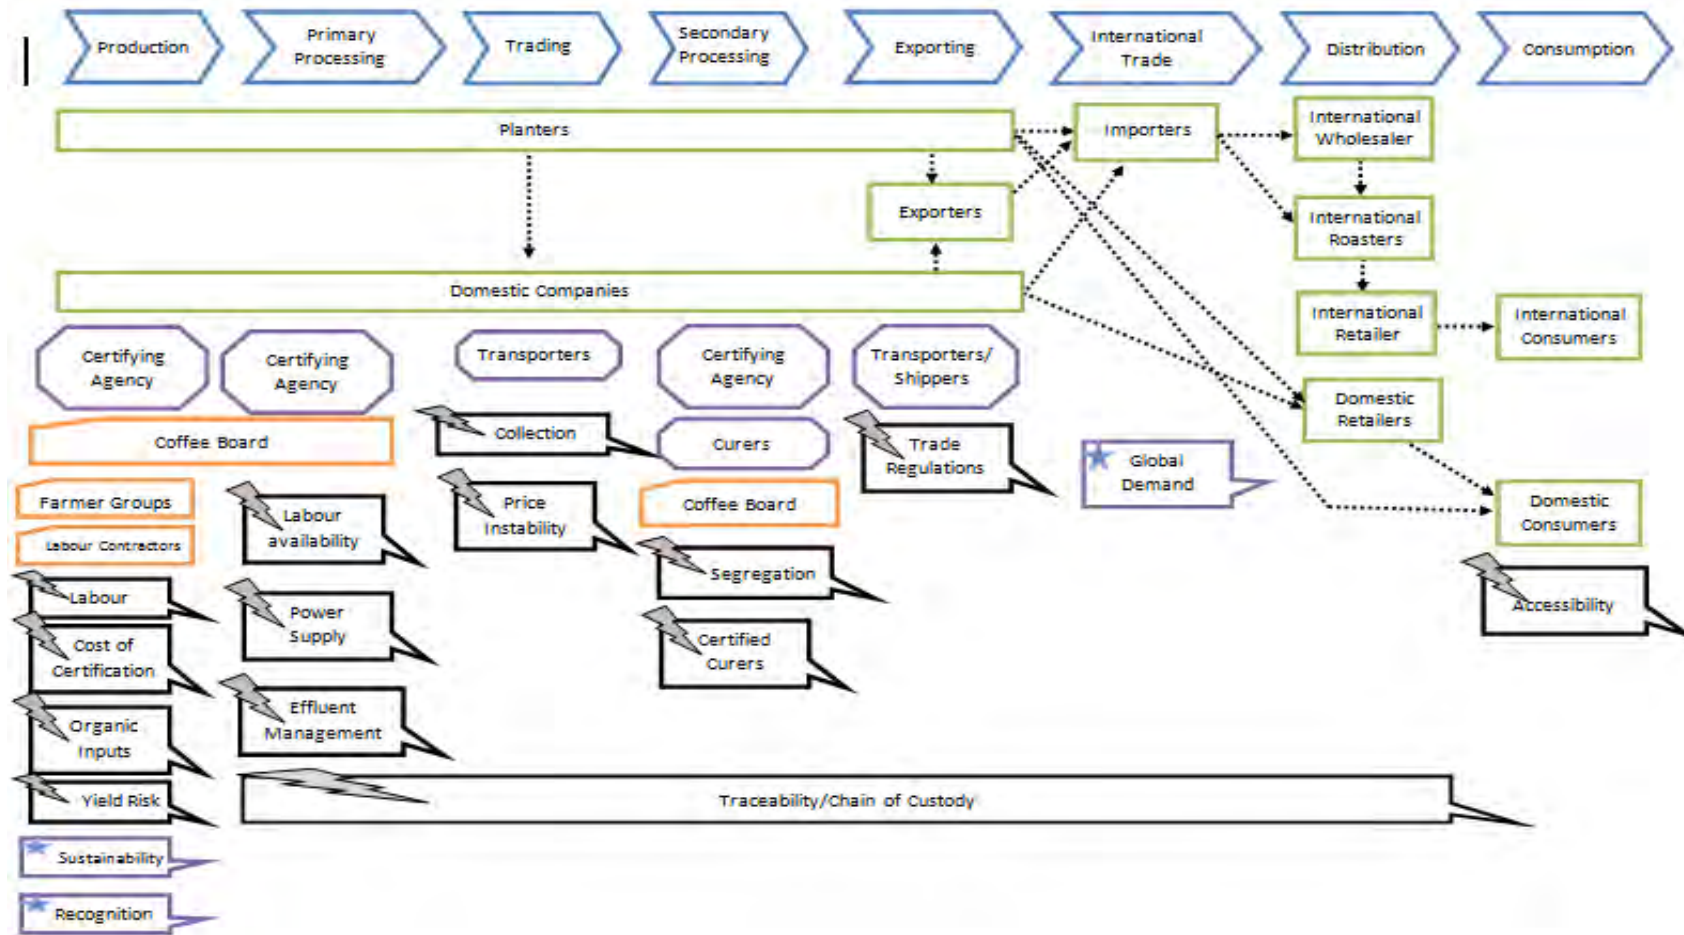 Production
Primary
Processing
Trading
Secondary
Processing
Exporting
International
Trade
Distribution
Consumption
Planters
Importers
International
Wholesaler
Exporters
International
Roasters
Domestic Companies
International
Retailer
International
Consumers
Certifying
Agency
Certifying
Agency
Transporters
Certifying
Agency
Transporters/
Shippers
Domestic
Retailers
Coffee Board
Collection
Curers
Trade
Regulations
Global
Demand
Farmer Groups
Labour
availability
Price
Instability
Coffee Board
Domestic
Consumers
Labour Contractors
Segregation
Labour
Accessibility
Power
Supply
Cost of
Certification
Certified
Curers
Effluent
Management
Organic
Inputs
Yield Risk
Traceability/Chain of Custody
Sustainability
Recognition